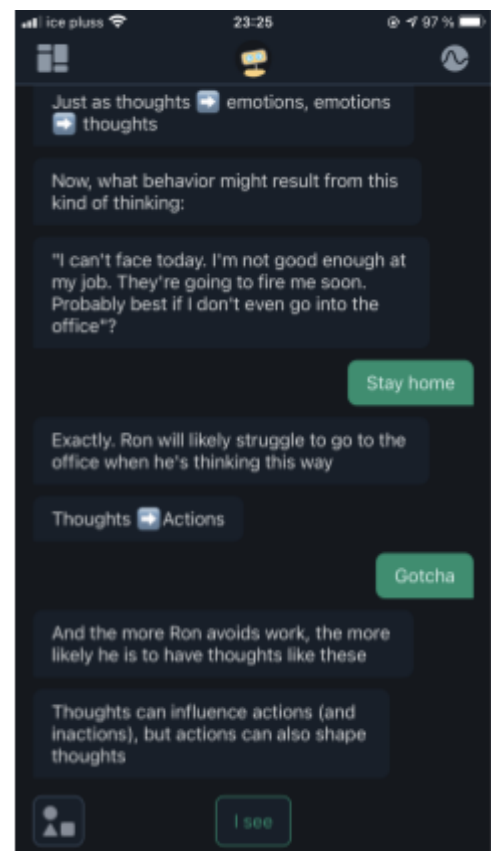 ice pluss 23:25 97 %
Just as thoughts ➡ emotions, emotions
➡ thoughts
Now, what behavior might result from this
kind of thinking:
"I can't face today. I'm not good enough at
my job. They're going to fire me soon.
Probably best if I don't even go into the
office"?
Stay home
Exactly. Ron will likely struggle to go to the
office when he's thinking this way
Thoughts ➡ Actions
Gotcha
And the more Ron avoids work, the more
likely he is to have thoughts like these
Thoughts can influence actions (and
inactions), but actions can also shape
thoughts
I see